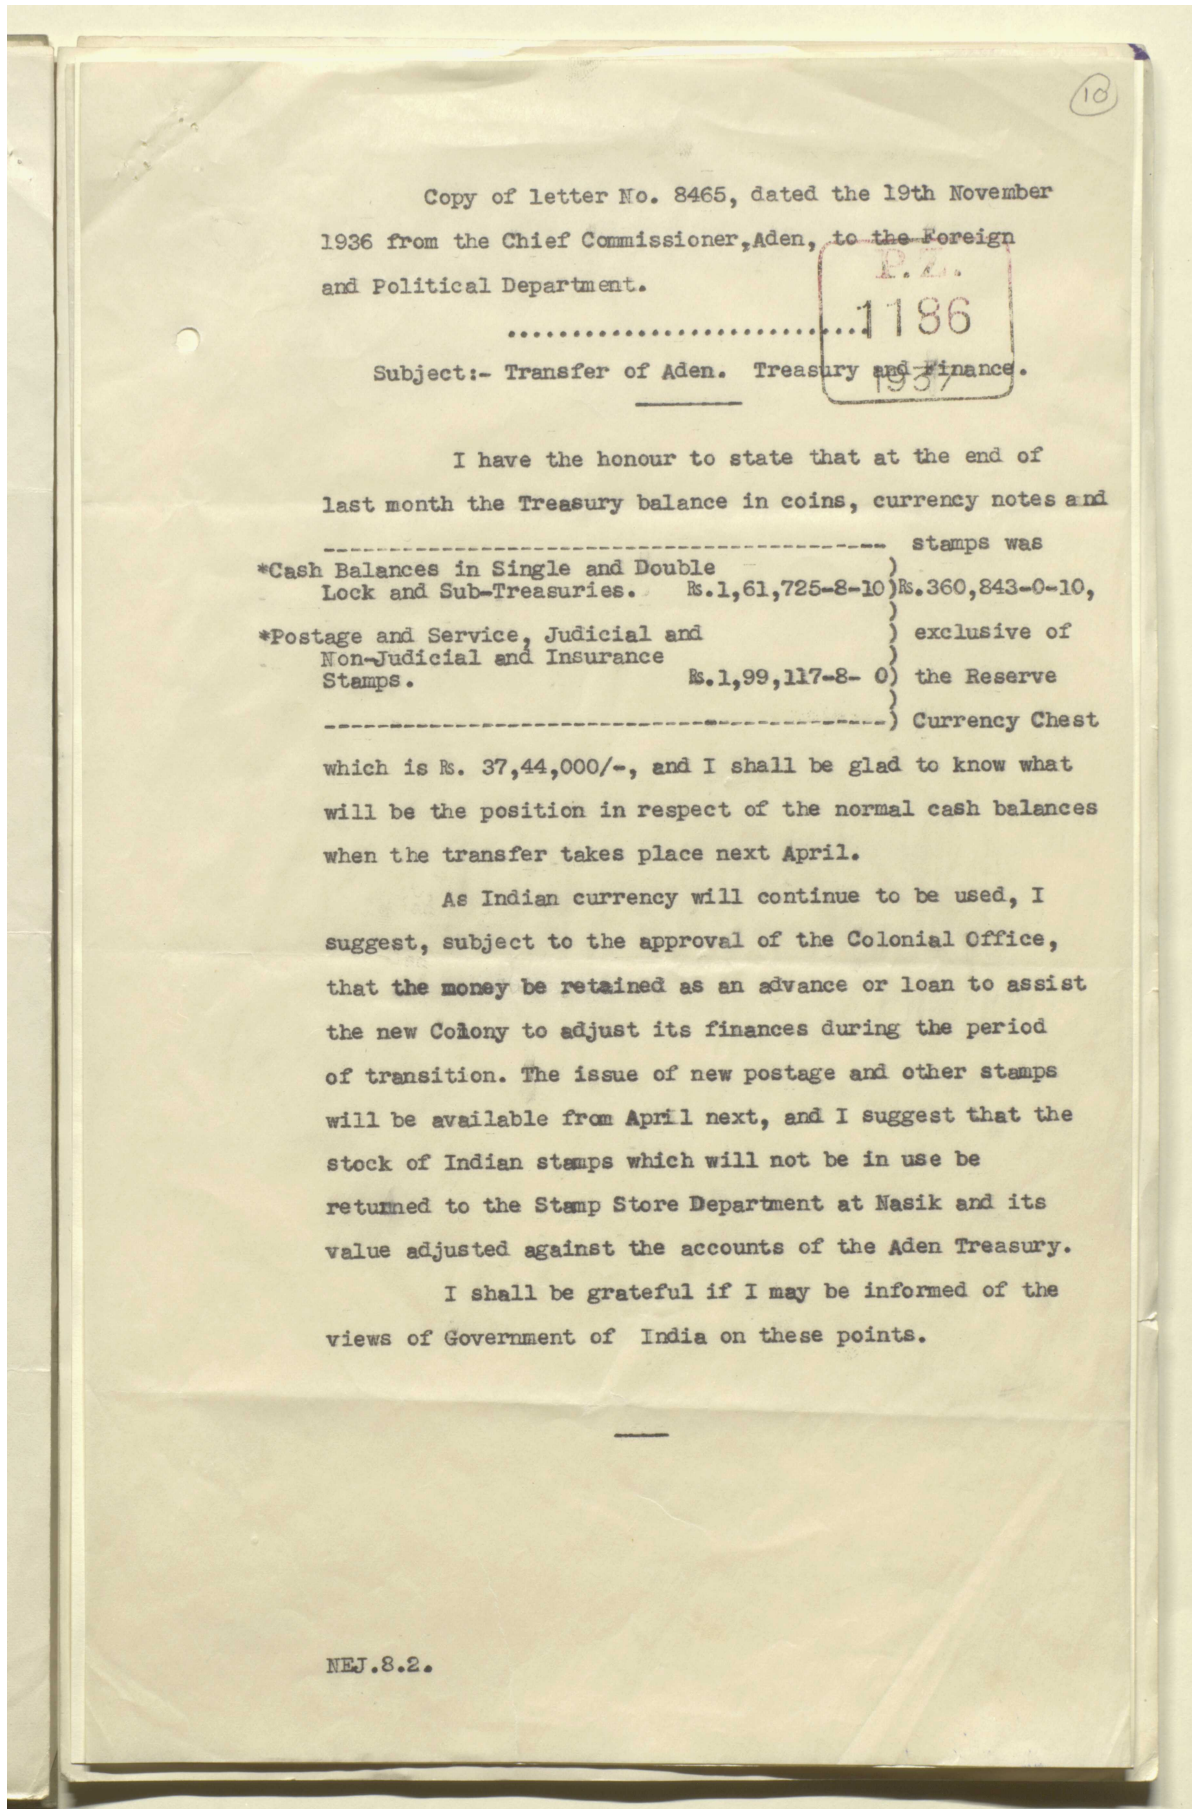 10
Copy of letter No. 8465, dated the 19th November
1936 from the Chief Commissioner,Aden, to the Foreign
and Political Department.
P.Z.
1186
1937
............................
Subject:- Transfer of Aden. Treasury and Finance.
I have the honour to state that at the end of
last month the Treasury balance in coins, currency notes and
------------------------------------------- stamps was
*Cash Balances in Single and Double )
Lock and Sub-Treasuries. Rs.1,61,725-8-10)Rs.360,843-0-10,
)
*Postage and Service, Judicial and ) exclusive of
Non-Judicial and Insurance )
Stamps. Rs.1,99,117-8- 0) the Reserve
)
-------------------------------------------) Currency Chest
which is Rs. 37,44,000/-, and I shall be glad to know what
will be the position in respect of the normal cash balances
when the transfer takes place next April.
As Indian currency will continue to be used, I
suggest, subject to the approval of the Colonial Office,
that the money be retained as an advance or loan to assist
the new Colony to adjust its finances during the period
of transition. The issue of new postage and other stamps
will be available from April next, and I suggest that the
stock of Indian stamps which will not be in use be
returned to the Stamp Store Department at Nasik and its
value adjusted against the accounts of the Aden Treasury.
I shall be grateful if I may be informed of the
views of Government of India on these points.
NEJ.8.2.